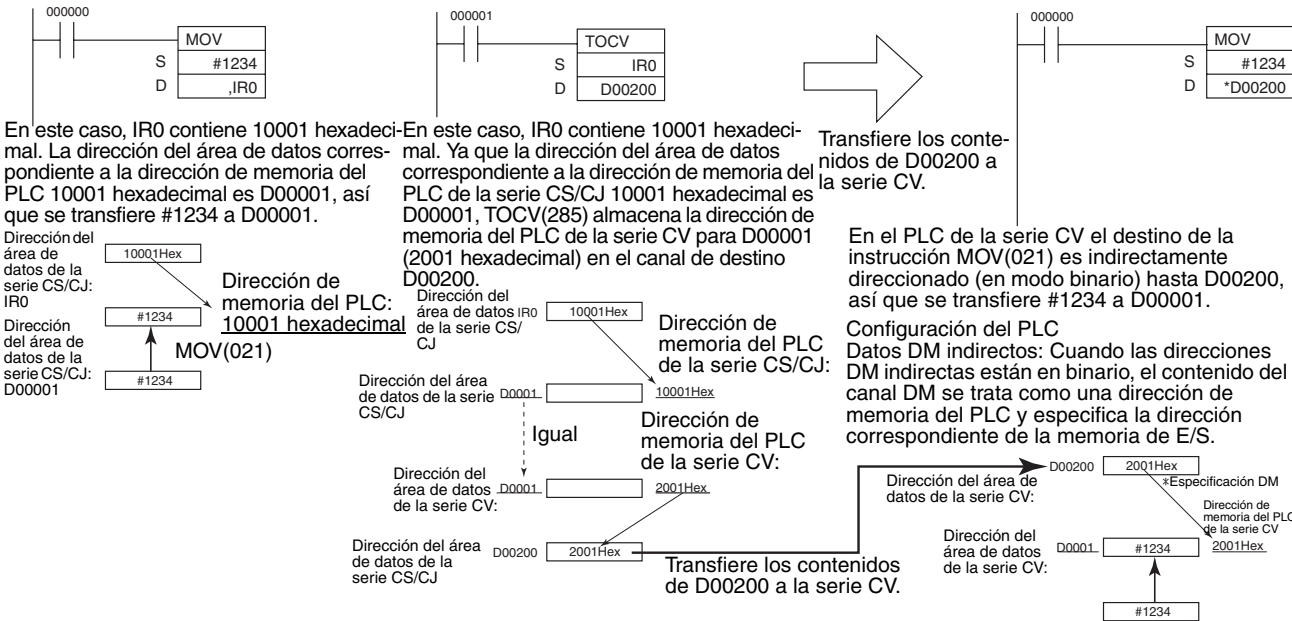 000000
MOV
S #1234
D ,IR0
En este caso, IR0 contiene 10001 hexadeci-
mal. La dirección del área de datos corres-
pondiente a la dirección de memoria del
PLC 10001 hexadecimal es D00001, así
que se transfiere #1234 a D00001.
Dirección del
área de
datos de la
serie CS/CJ:
IR0
10001Hex
Dirección de
memoria del PLC:
10001 hexadecimal
Dirección
del área de
datos de la
serie CS/CJ:
D00001
#1234
MOV(021)
#1234
000001
TOCV
S IR0
D D00200
En este caso, IR0 contiene 10001 hexadeci-
mal. Ya que la dirección del área de datos
correspondiente a la dirección de memoria del
PLC de la serie CS/CJ 10001 hexadecimal es
D00001, TOCV(285) almacena la dirección de
memoria del PLC de la serie CV para D00001
(2001 hexadecimal) en el canal de destino
D00200.
Dirección del
área de datos IR0
de la serie CS/
CJ
10001Hex
Dirección de
memoria del PLC
de la serie CS/CJ:
Dirección del área
de datos de la serie
CS/CJ
D0001
10001Hex
Igual
Dirección de
memoria del PLC
de la serie CV:
Dirección del
área de datos
de la serie CV:
D0001
2001Hex
Dirección del área
de datos de la
serie CS/CJ
D00200
2001Hex
Transfiere los contenidos
de D00200 a la serie CV.
Transfiere los conte-
nidos de D00200 a
la serie CV.
000000
MOV
S #1234
D *D00200
En el PLC de la serie CV el destino de la
instrucción MOV(021) es indirectamente
direccionado (en modo binario) hasta D00200,
así que se transfiere #1234 a D00001.
Configuración del PLC
Datos DM indirectos: Cuando las direcciones
DM indirectas están en binario, el contenido del
canal DM se trata como una dirección de
memoria del PLC y especifica la dirección
correspondiente de la memoria de E/S.
Dirección del área de
datos de la serie CV:
D00200
2001Hex
*Especificación DM
Dirección de
memoria del PLC
de la serie CV
Dirección del
área de datos
de la serie CV:
D0001
#1234
2001Hex
#1234